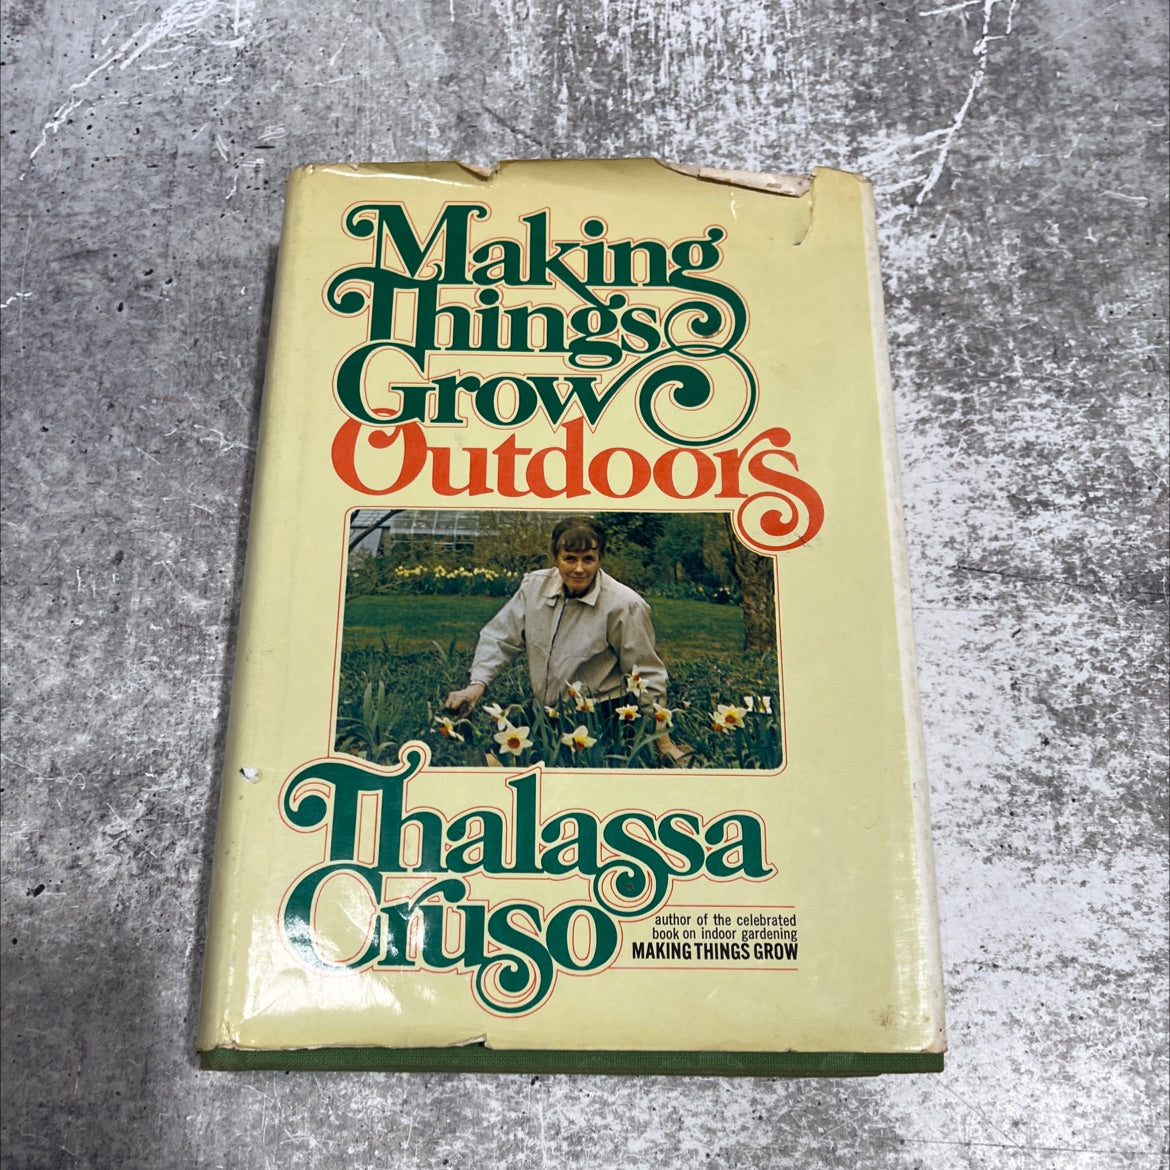 Making
Things
Grow
Outdoors
Thalassa
Cruso
author of the celebrated
book on indoor gardening
MAKING THINGS GROW